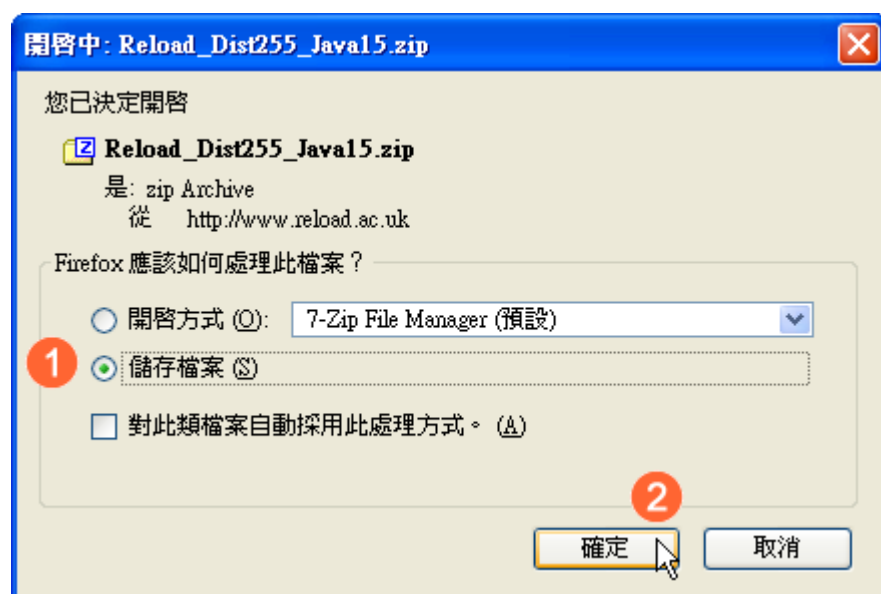 開啓中: Reload_Dist255_Java15.zip
您已決定開啓
Reload_Dist255_Java15.zip
是: zip Archive
從 http://www.reload.ac.uk
Firefox 應該如何處理此檔案？
開啓方式 (O): 7-Zip File Manager (預設)
1 儲存檔案 (S)
對此類檔案自動採用此處理方式。 (A)
2
確定 取消